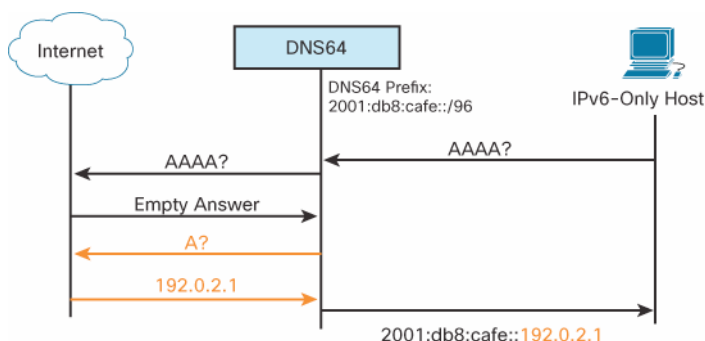 Internet
DNS64
DNS64 Prefix:
2001:db8:cafe::/96
IPv6-Only Host
AAAA?
AAAA?
Empty Answer
A?
192.0.2.1
2001:db8:cafe::192.0.2.1